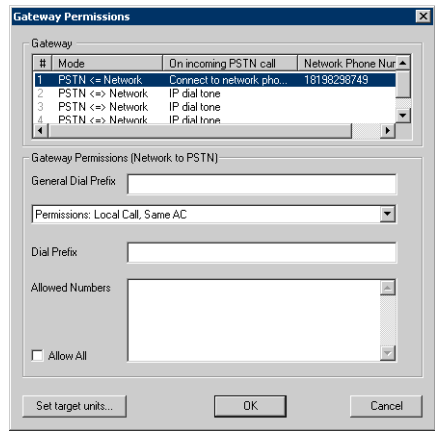 Gateway Permissions
Gateway
# Mode On incoming PSTN call Network Phone Nur
1 PSTN <= Network Connect to network pho... 18198298749
2 PSTN <=> Network IP dial tone
3 PSTN <=> Network IP dial tone
4 PSTN <=> Network IP dial tone
Gateway Permissions (Network to PSTN)
General Dial Prefix
Permissions: Local Call, Same AC
Dial Prefix
Allowed Numbers
Allow All
Set target units... OK Cancel